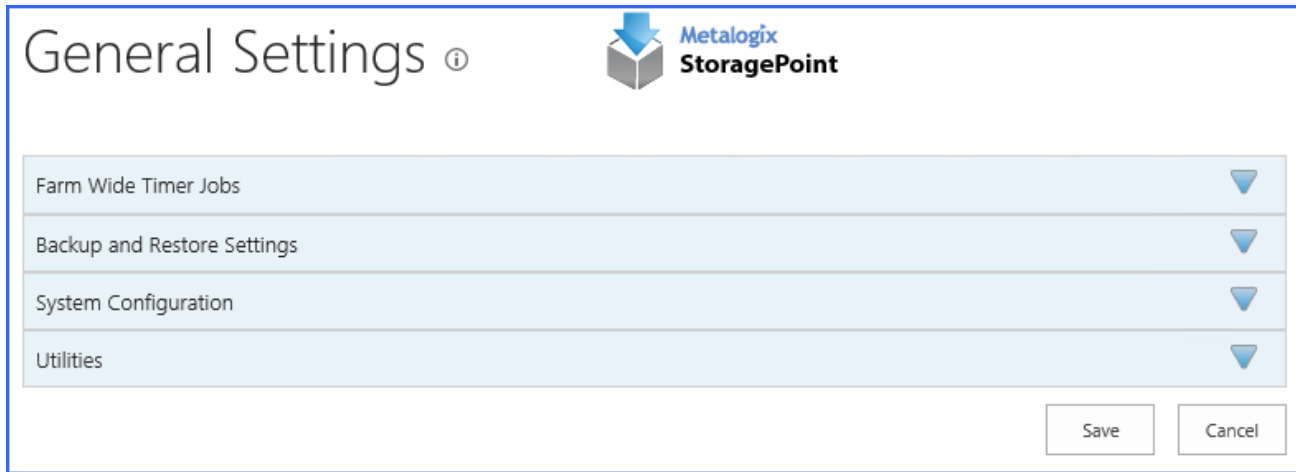 General Settings
Metalogix
StoragePoint
Farm Wide Timer Jobs
Backup and Restore Settings
System Configuration
Utilities
Save
Cancel